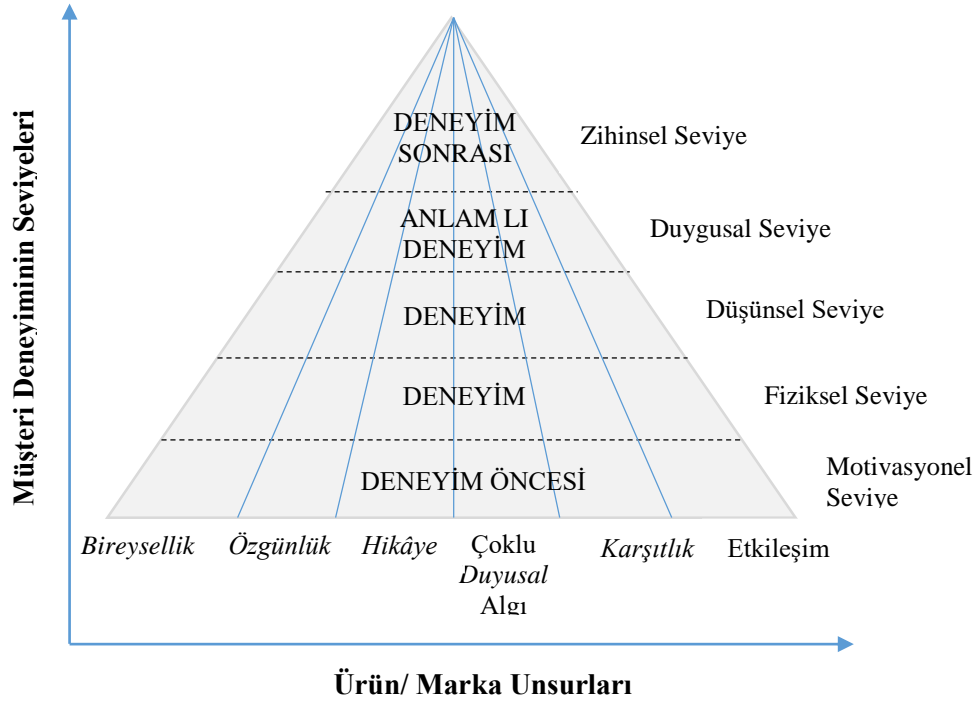 Müşteri Deneyiminin Seviyeleri
DENEYİM
SONRASI
Zihinsel Seviye
ANLAM LI
DENEYİM
Duygusal Seviye
DENEYİM
Düşünsel Seviye
DENEYİM
Fiziksel Seviye
DENEYİM ÖNCESİ
Motivasyonel
Seviye
Bireysellik
Özgünlük
Hikâye
Çoklu
Duyusal
Algı
Karşıtlık
Etkileşim
Ürün/ Marka Unsurları